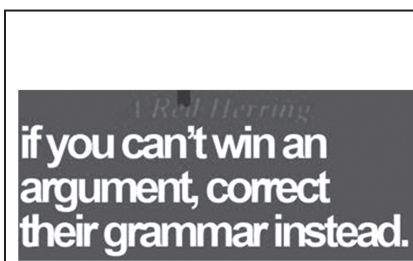 A Red Herring
if you can't win an
argument, correct
their grammar instead.